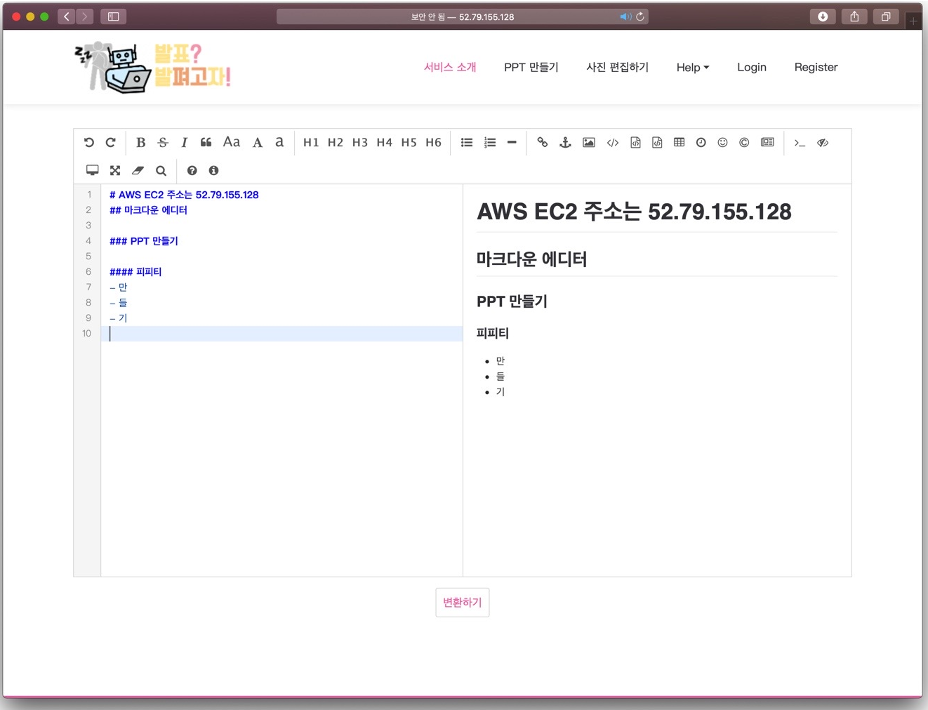 보안 안 됨 — 52.79.155.128
발표?
발펴고자!
서비스 소개 PPT 만들기 사진 편집하기 Help Login Register
B S I Aa A a H1 H2 H3 H4 H5 H6
1 # AWS EC2 주소는 52.79.155.128
2 ## 마크다운 에디터
3
4 ### PPT 만들기
5
6 #### 피피티
7 - 만
8 - 들
9 - 기
10
AWS EC2 주소는 52.79.155.128
마크다운 에디터
PPT 만들기
피피티
• 만
• 들
• 기
변환하기